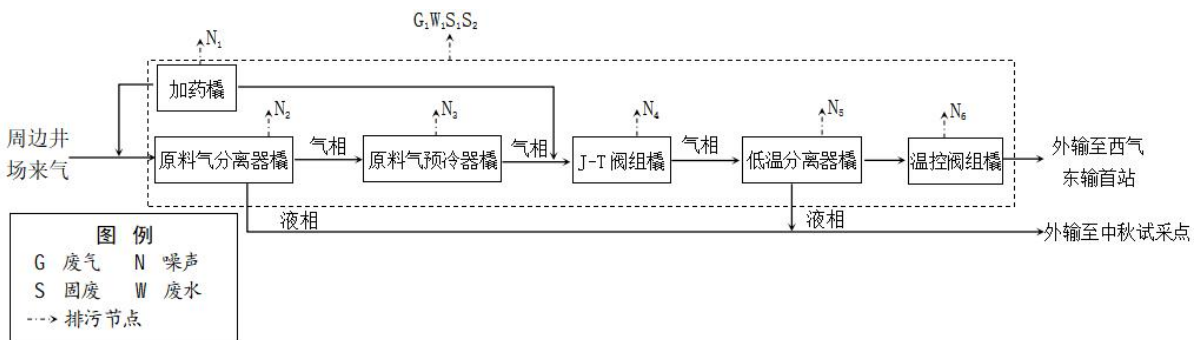 G₁W₁S₁S₂
N₁
加药橇
N₂
N₃
N₄
N₅
N₆
周边井
场来气
原料气分离器橇
气相
原料气预冷器橇
气相
J-T 阀组橇
气相
低温分离器橇
温控阀组橇
外输至西气
东输首站
液相
液相
外输至中秋试采点
图 例
G 废气 N 噪声
S 固废 W 废水
排污节点